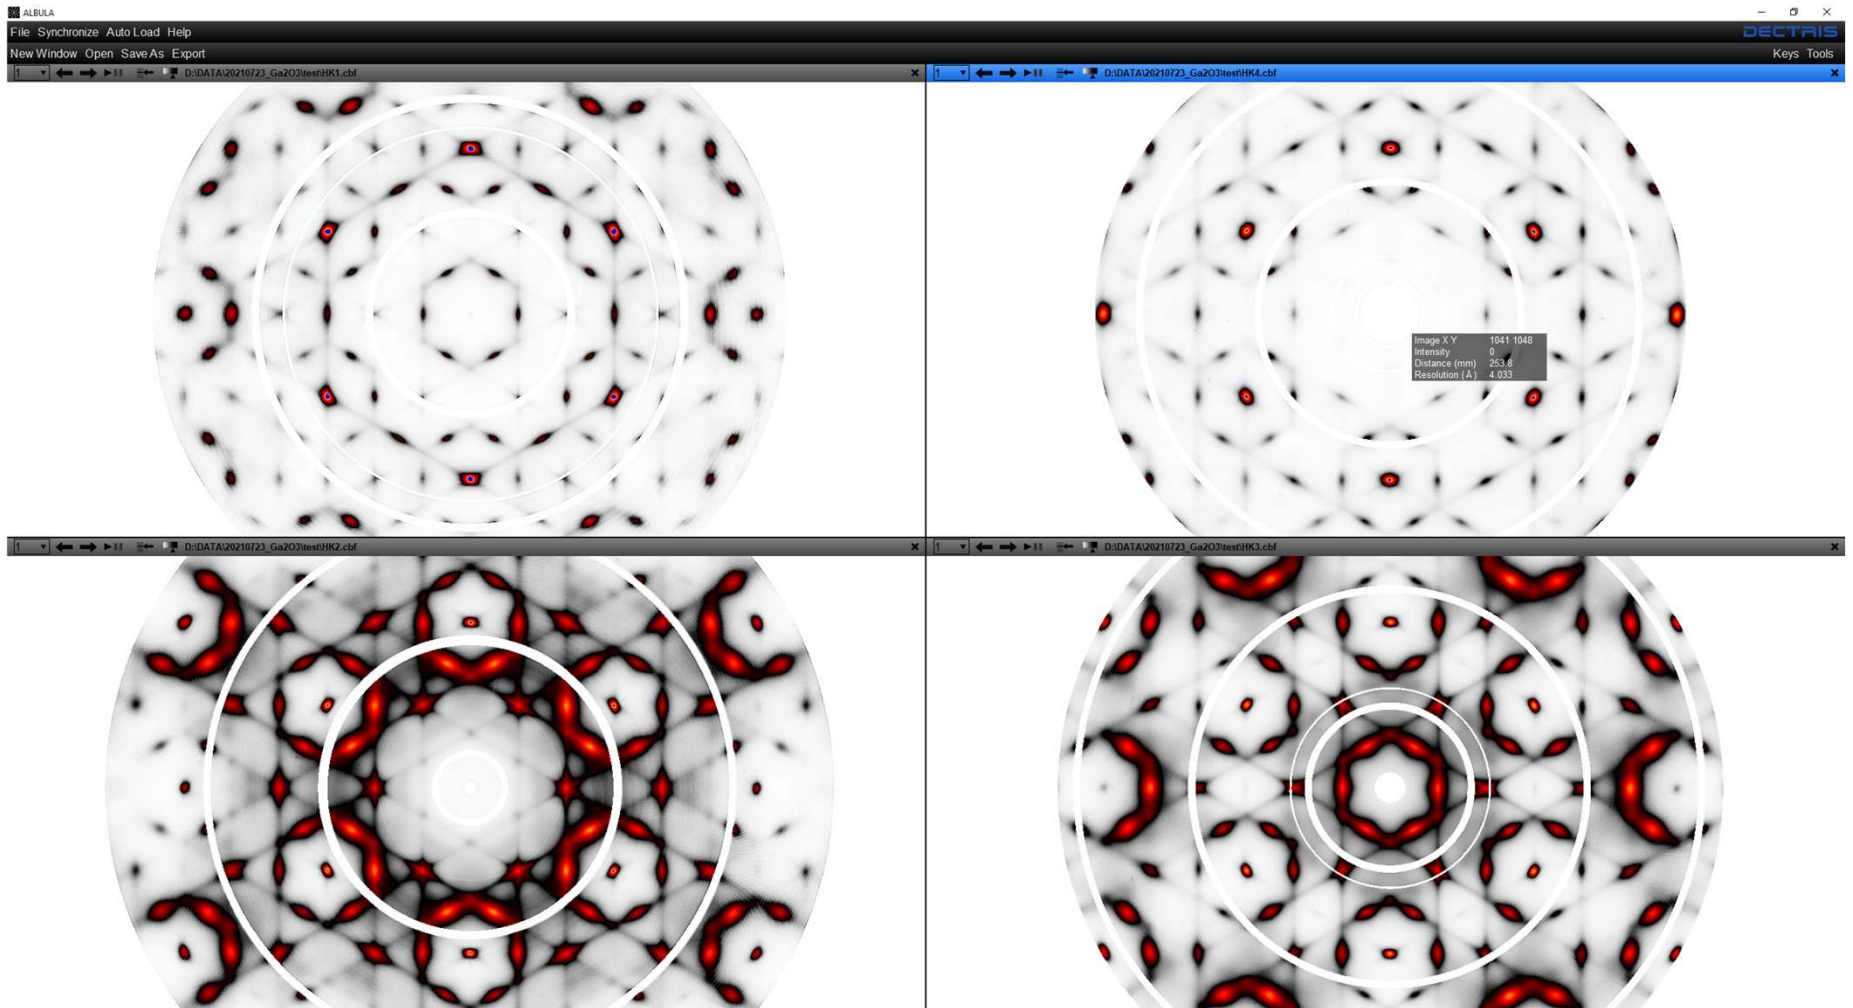 ALBULA
File Synchronize Auto Load Help
DECTRIS
New Window Open Save As Export
Keys Tools
1 D:\DATA\20210723_Ga2O3\test\HK1.cbf
1 D:\DATA\20210723_Ga2O3\test\HK4.cbf
Image X Y 1041 1048
Intensity 0
Distance (mm) 253.6
Resolution (Å) 4.033
1 D:\DATA\20210723_Ga2O3\test\HK2.cbf
1 D:\DATA\20210723_Ga2O3\test\HK3.cbf